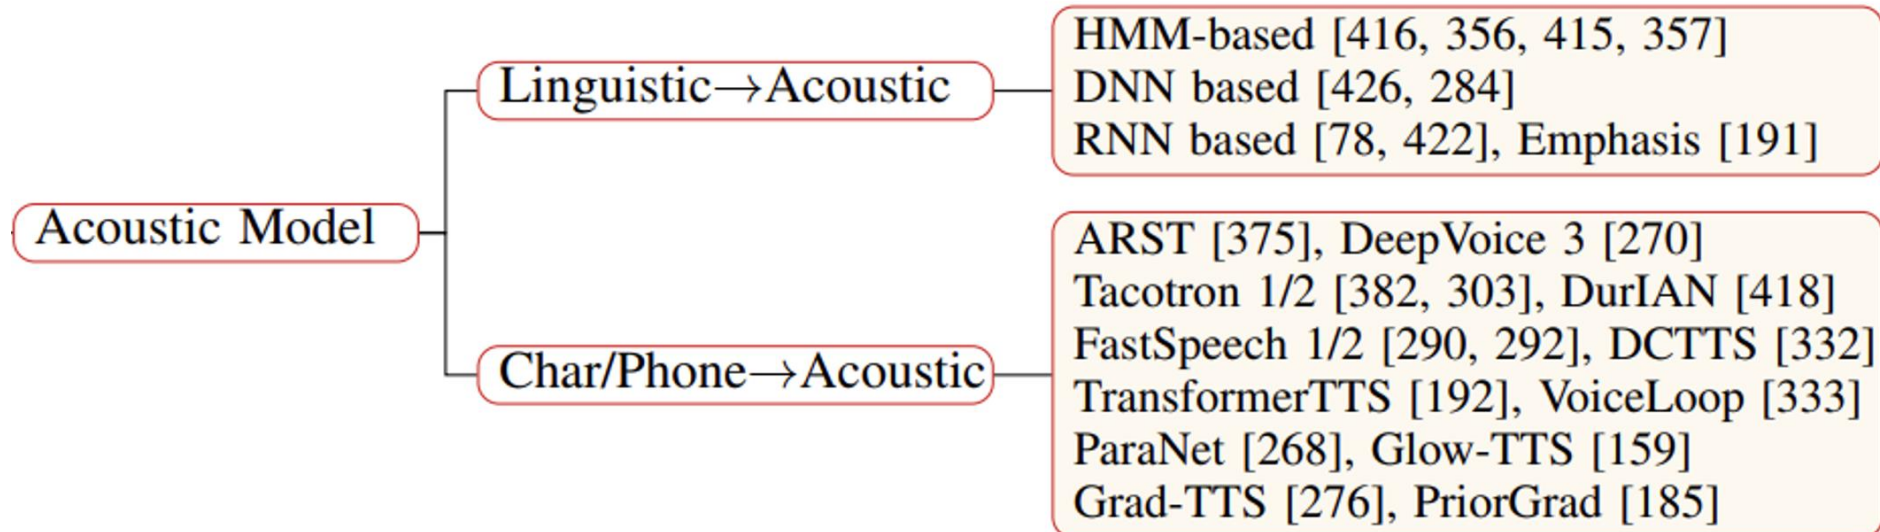 Acoustic Model
Linguistic→Acoustic
HMM-based [416, 356, 415, 357]
DNN based [426, 284]
RNN based [78, 422], Emphasis [191]
Char/Phone→Acoustic
ARST [375], DeepVoice 3 [270]
Tacotron 1/2 [382, 303], DurIAN [418]
FastSpeech 1/2 [290, 292], DCTTS [332]
TransformerTTS [192], VoiceLoop [333]
ParaNet [268], Glow-TTS [159]
Grad-TTS [276], PriorGrad [185]